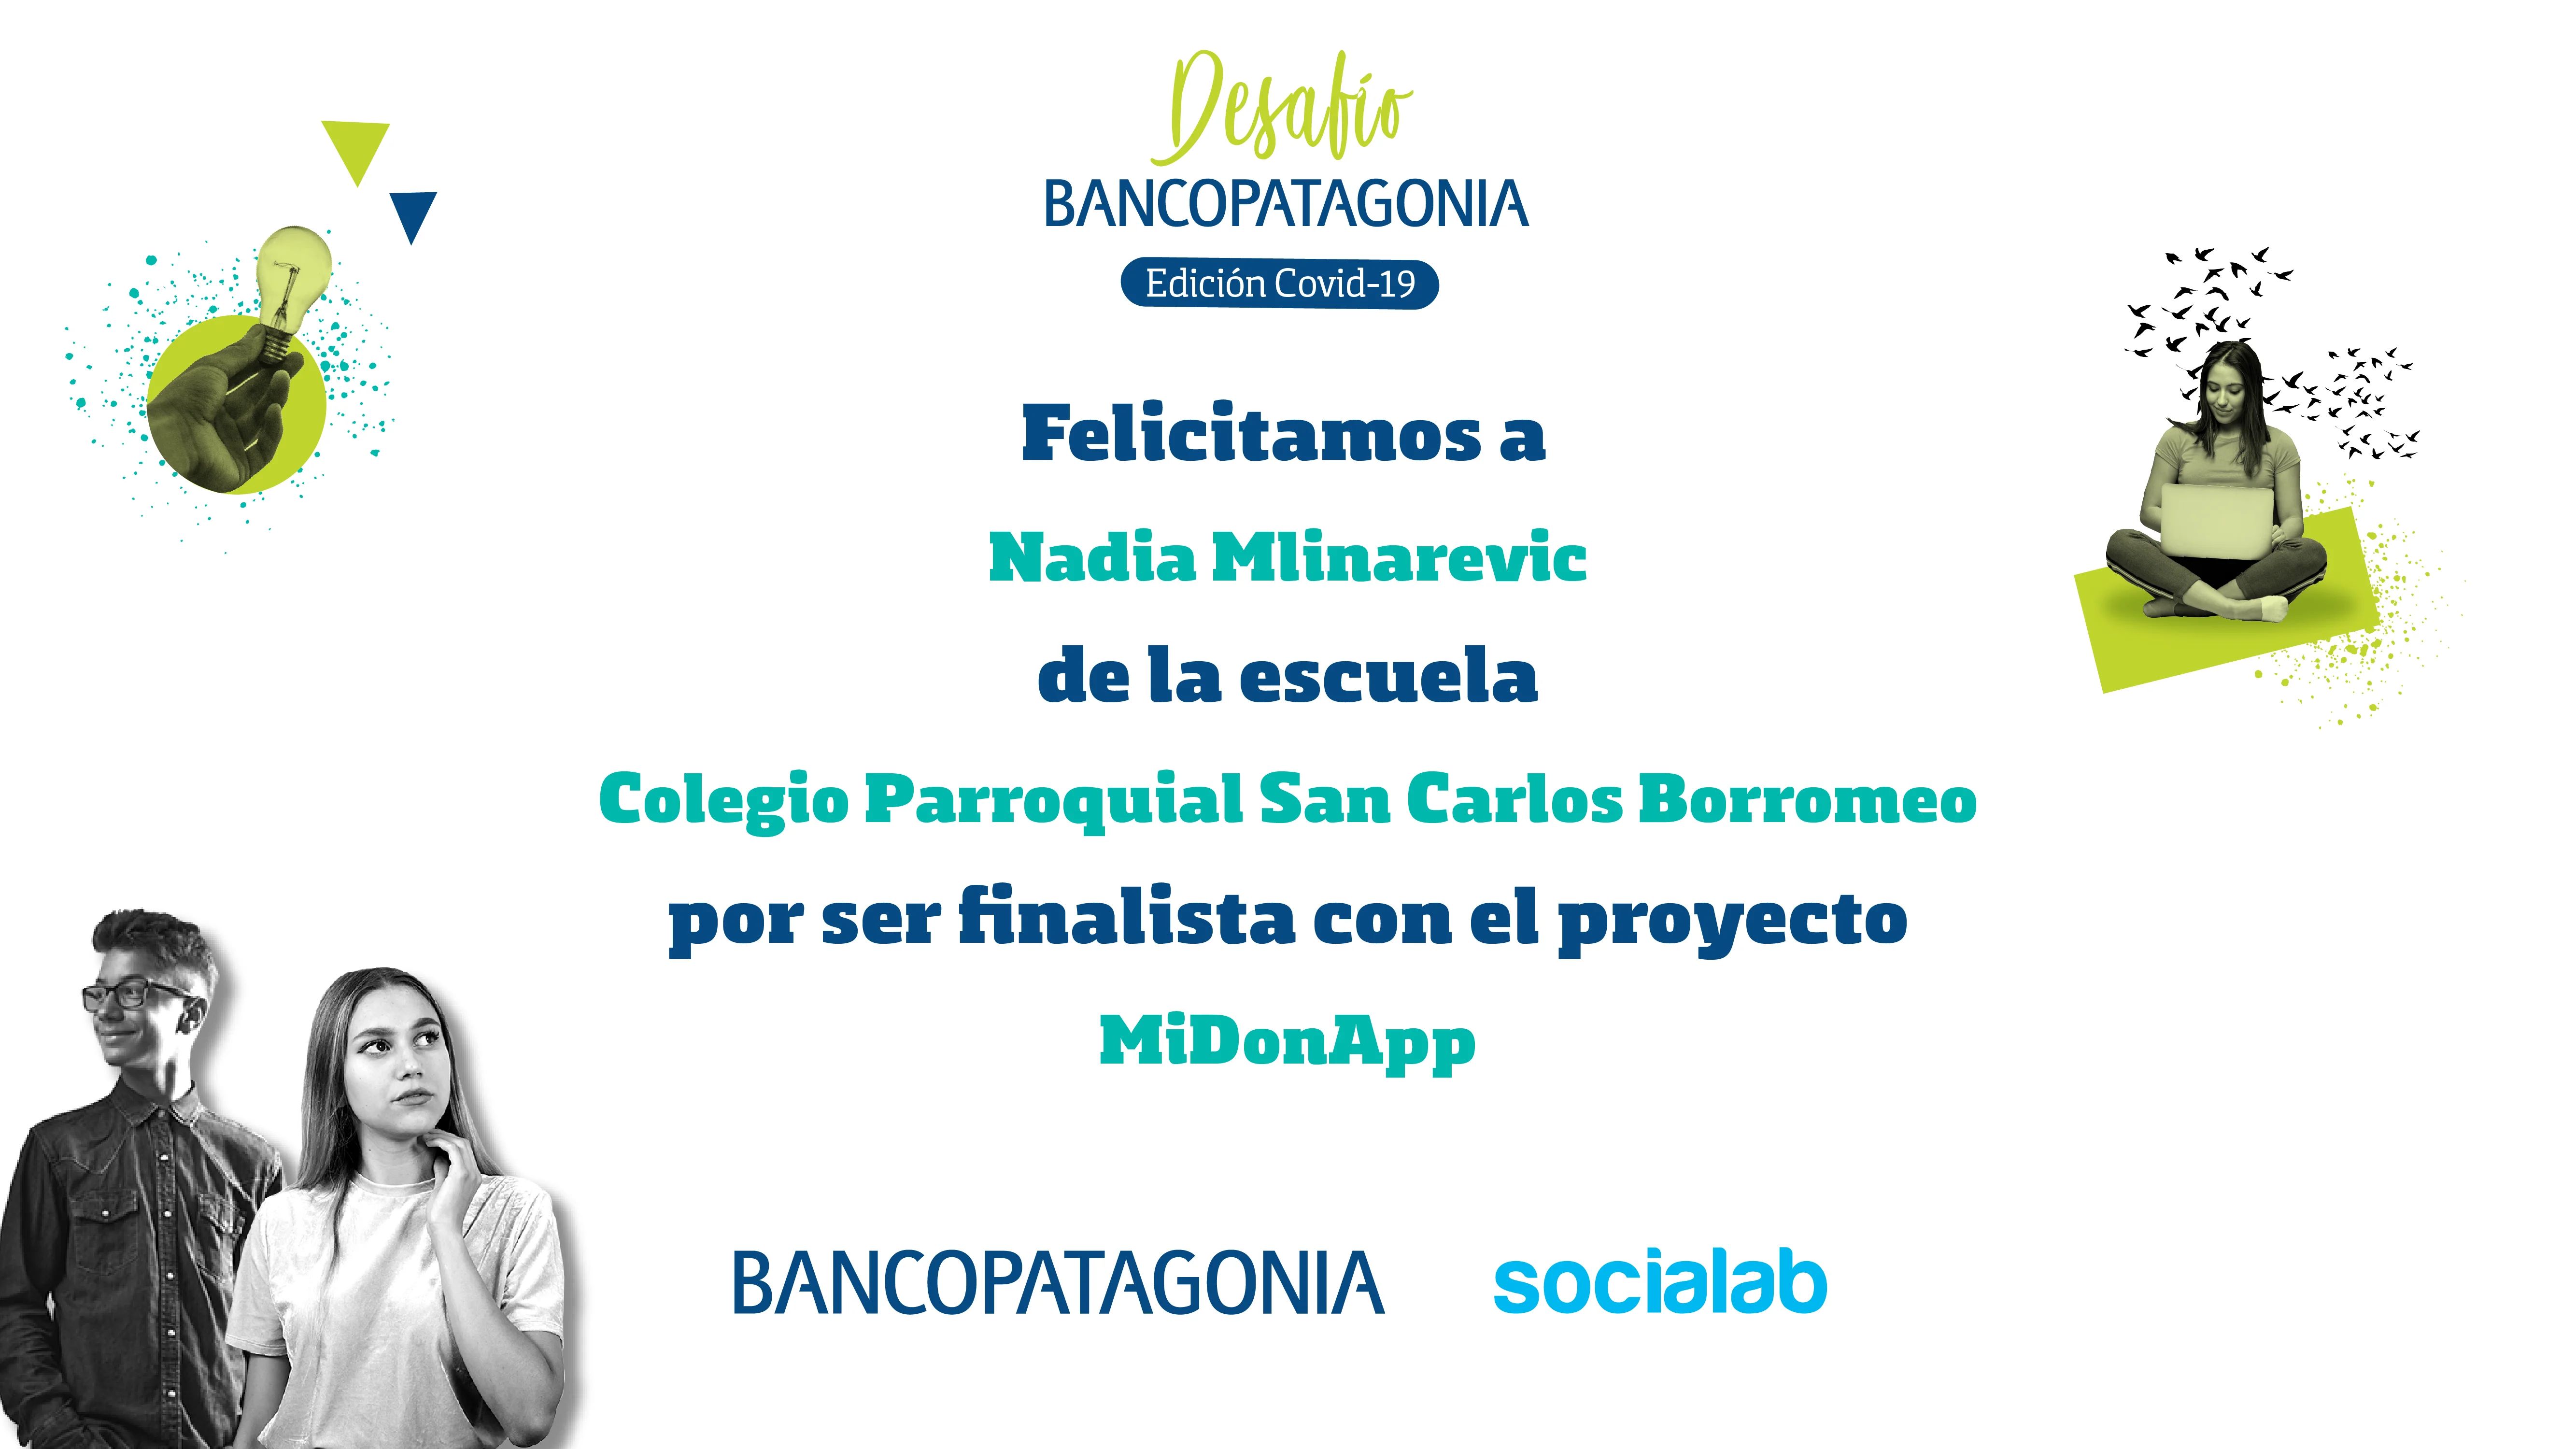 Desafío
BANCOPATAGONIA
Edición Covid-19
Felicitamos a
Nadia Mlinarevic
de la escuela
Colegio Parroquial San Carlos Borromeo
por ser finalista con el proyecto
MiDonApp
BANCOPATAGONIA socialab